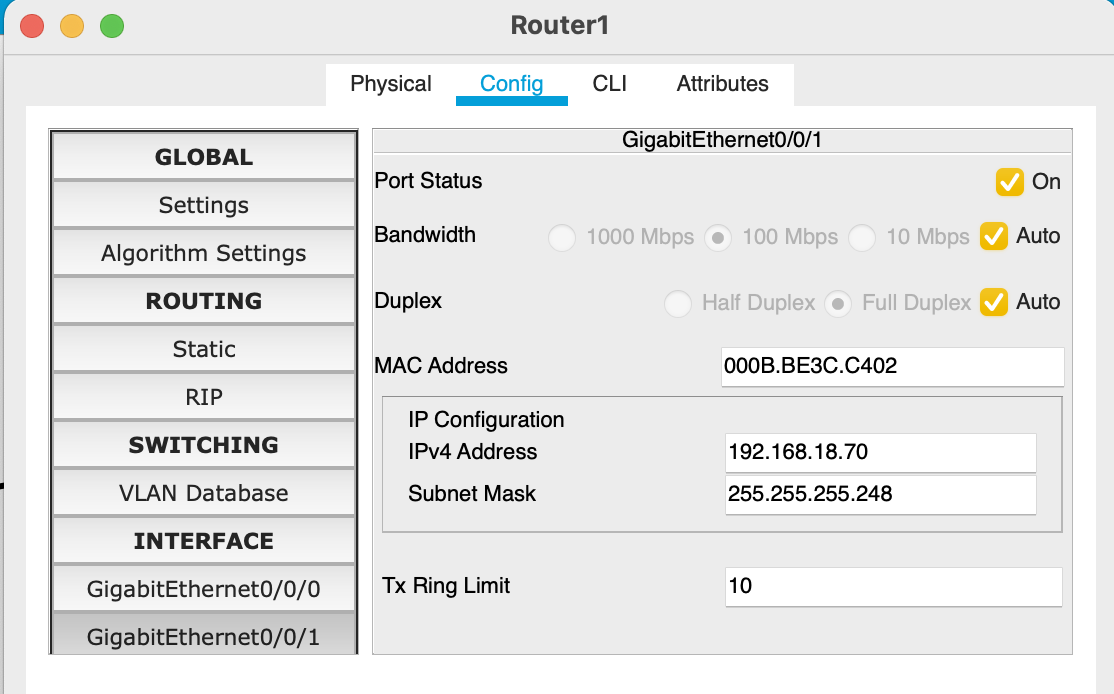 Router1
Physical Config CLI Attributes
GLOBAL
Settings
Algorithm Settings
ROUTING
Static
RIP
SWITCHING
VLAN Database
INTERFACE
GigabitEthernet0/0/0
GigabitEthernet0/0/1
GigabitEthernet0/0/1
Port Status On
Bandwidth 1000 Mbps 100 Mbps 10 Mbps Auto
Duplex Half Duplex Full Duplex Auto
MAC Address 000B.BE3C.C402
IP Configuration
IPv4 Address 192.168.18.70
Subnet Mask 255.255.255.248
Tx Ring Limit 10